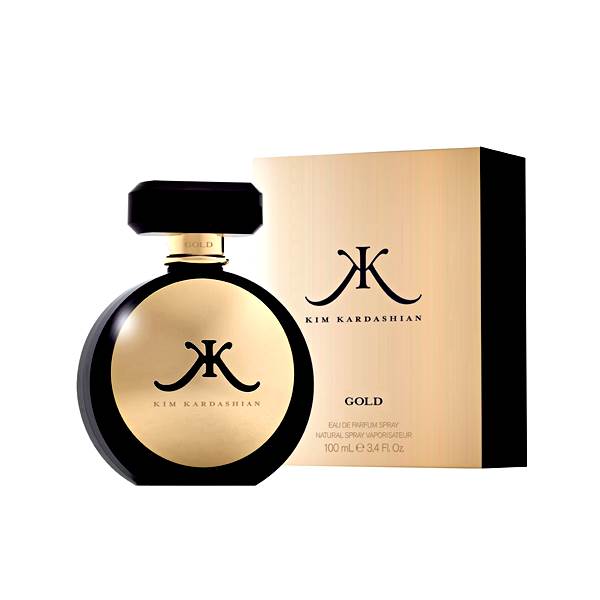 GOLD
KK
KIM KARDASHIAN
KK
KIM KARDASHIAN
GOLD
EAU DE PARFUM SPRAY
NATURAL SPRAY VAPORISATEUR
100 mL ℮ 3.4 Fl. Oz.